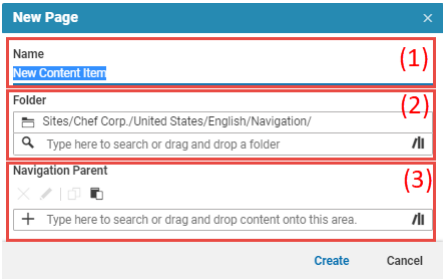 New Page
Name
(1)
New Content Item
Folder
(2)
Sites/Chef Corp./United States/English/Navigation/
Type here to search or drag and drop a folder
Navigation Parent
(3)
Type here to search or drag and drop content onto this area.
Create Cancel